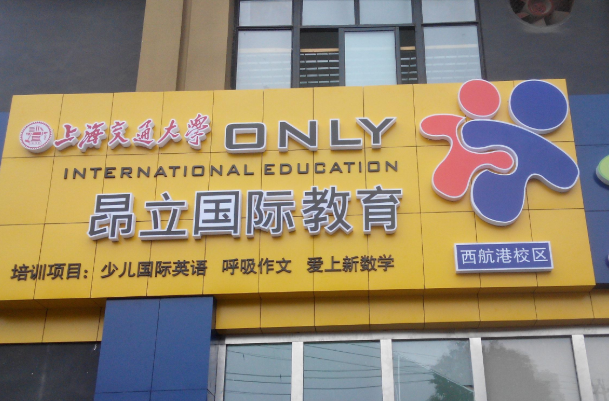 上海交通大学 ONLY
INTERNATIONAL EDUCATION
昂立国际教育
培训项目：少儿国际英语 呼吸作文 爱上新数学
西航港校区